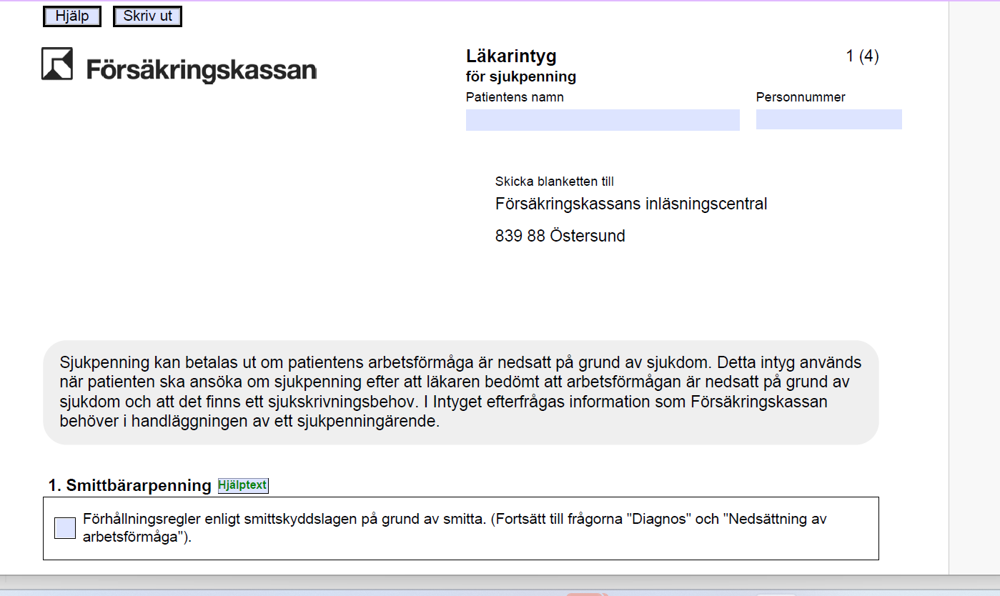 Hjälp Skriv ut
Försäkringskassan
Läkarintyg 1 (4)
för sjukpenning
Patientens namn Personnummer
Skicka blanketten till
Försäkringskassans inläsningscentral
839 88 Östersund
Sjukpenning kan betalas ut om patientens arbetsförmåga är nedsatt på grund av sjukdom. Detta intyg används
när patienten ska ansöka om sjukpenning efter att läkaren bedömt att arbetsförmågan är nedsatt på grund av
sjukdom och att det finns ett sjukskrivningsbehov. I Intyget efterfrågas information som Försäkringskassan
behöver i handläggningen av ett sjukpenningärende.
1. Smittbärarpenning Hjälptext
Förhållningsregler enligt smittskyddslagen på grund av smitta. (Fortsätt till frågorna "Diagnos" och "Nedsättning av
arbetsförmåga").